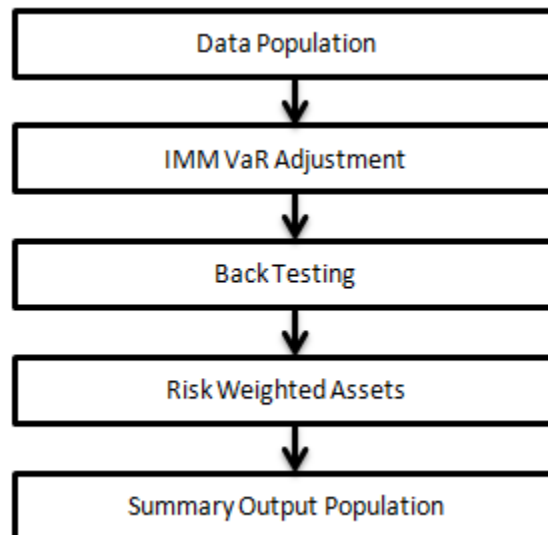 Data Population
IMM VaR Adjustment
Back Testing
Risk Weighted Assets
Summary Output Population